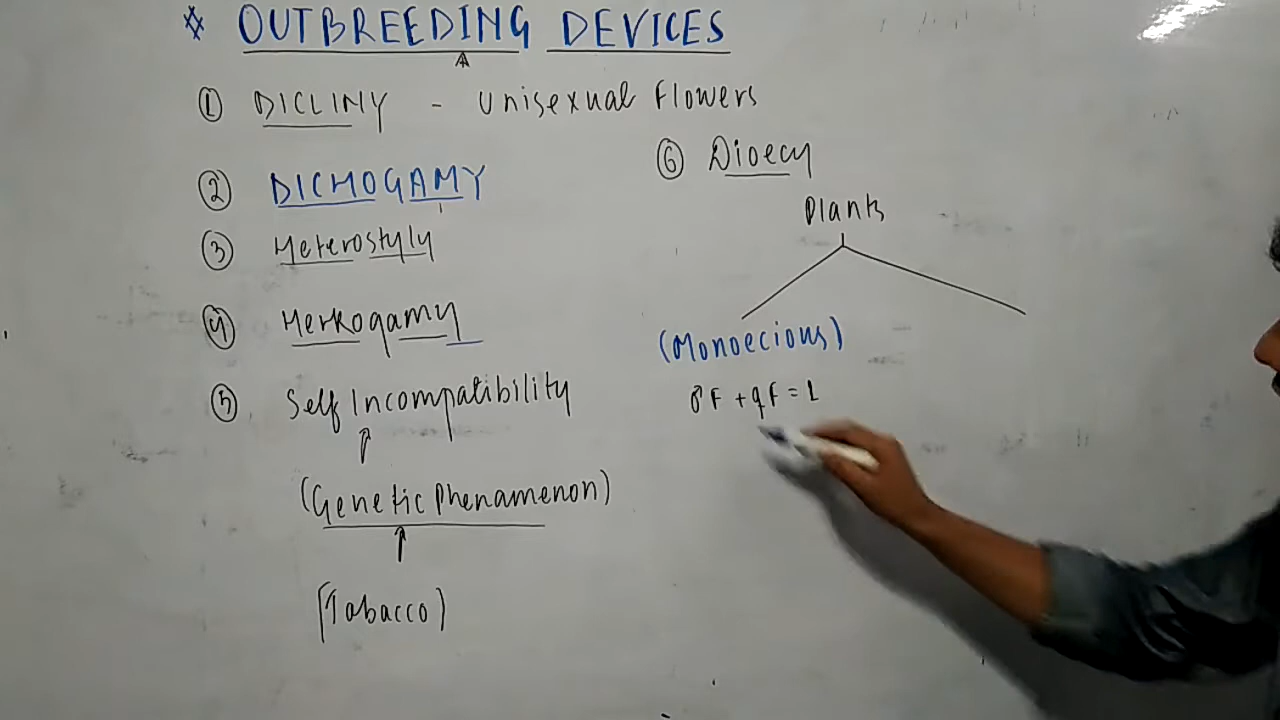 * OUTBREEDING DEVICES
① DICLINY - Unisexual Flowers
② DICHOGAMY
③ Heterostyly
④ Herkogamy
⑤ Self Incompatibility
(Genetic Phenamenon)
(Tobacco)
⑥ Dioecy
Plants
(Monoecious)
♂F + ♀F = 1